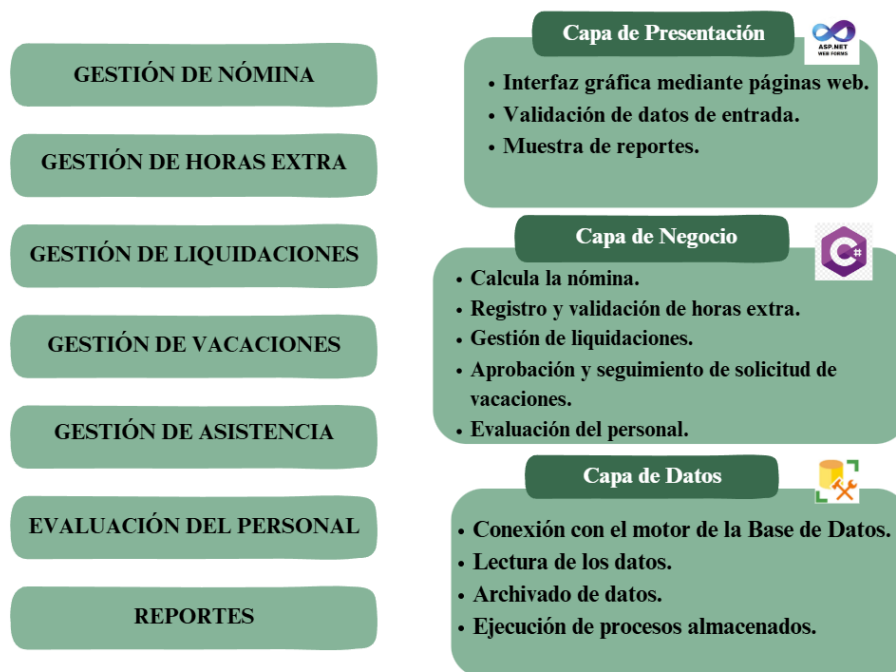 GESTIÓN DE NÓMINA
GESTIÓN DE HORAS EXTRA
GESTIÓN DE LIQUIDACIONES
GESTIÓN DE VACACIONES
GESTIÓN DE ASISTENCIA
EVALUACIÓN DEL PERSONAL
REPORTES
Capa de Presentación
ASP.NET
WEB FORMS
• Interfaz gráfica mediante páginas web.
• Validación de datos de entrada.
• Muestra de reportes.
Capa de Negocio
C#
• Calcula la nómina.
• Registro y validación de horas extra.
• Gestión de liquidaciones.
• Aprobación y seguimiento de solicitud de
vacaciones.
• Evaluación del personal.
Capa de Datos
• Conexión con el motor de la Base de Datos.
• Lectura de los datos.
• Archivado de datos.
• Ejecución de procesos almacenados.